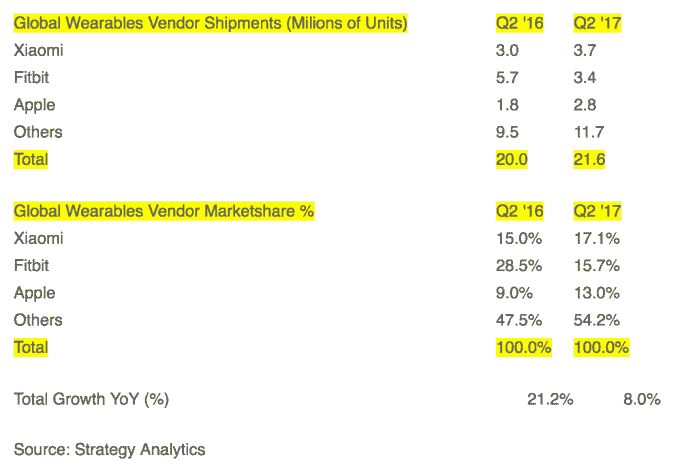 Global Wearables Vendor Shipments (Milions of Units) Q2 '16 Q2 '17
Xiaomi 3.0 3.7
Fitbit 5.7 3.4
Apple 1.8 2.8
Others 9.5 11.7
Total 20.0 21.6
Global Wearables Vendor Marketshare % Q2 '16 Q2 '17
Xiaomi 15.0% 17.1%
Fitbit 28.5% 15.7%
Apple 9.0% 13.0%
Others 47.5% 54.2%
Total 100.0% 100.0%
Total Growth YoY (%) 21.2% 8.0%
Source: Strategy Analytics